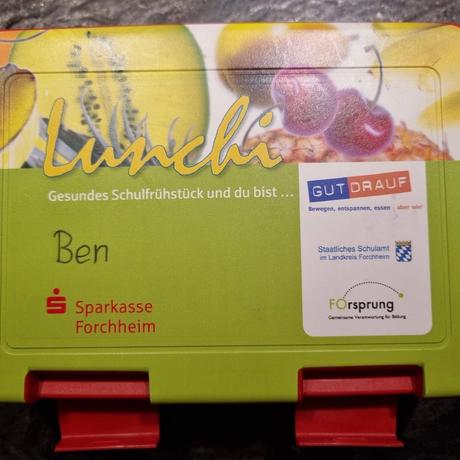 Lunchi
Gesundes Schulfrühstück und du bist ...
GUT DRAUF
Bewegen, entspannen, essen - aber wie!
Ben
Staatliches Schulamt
im Landkreis Forchheim
Sparkasse
Forchheim
FOrsprung
Gemeinsame Verantwortung für Bildung